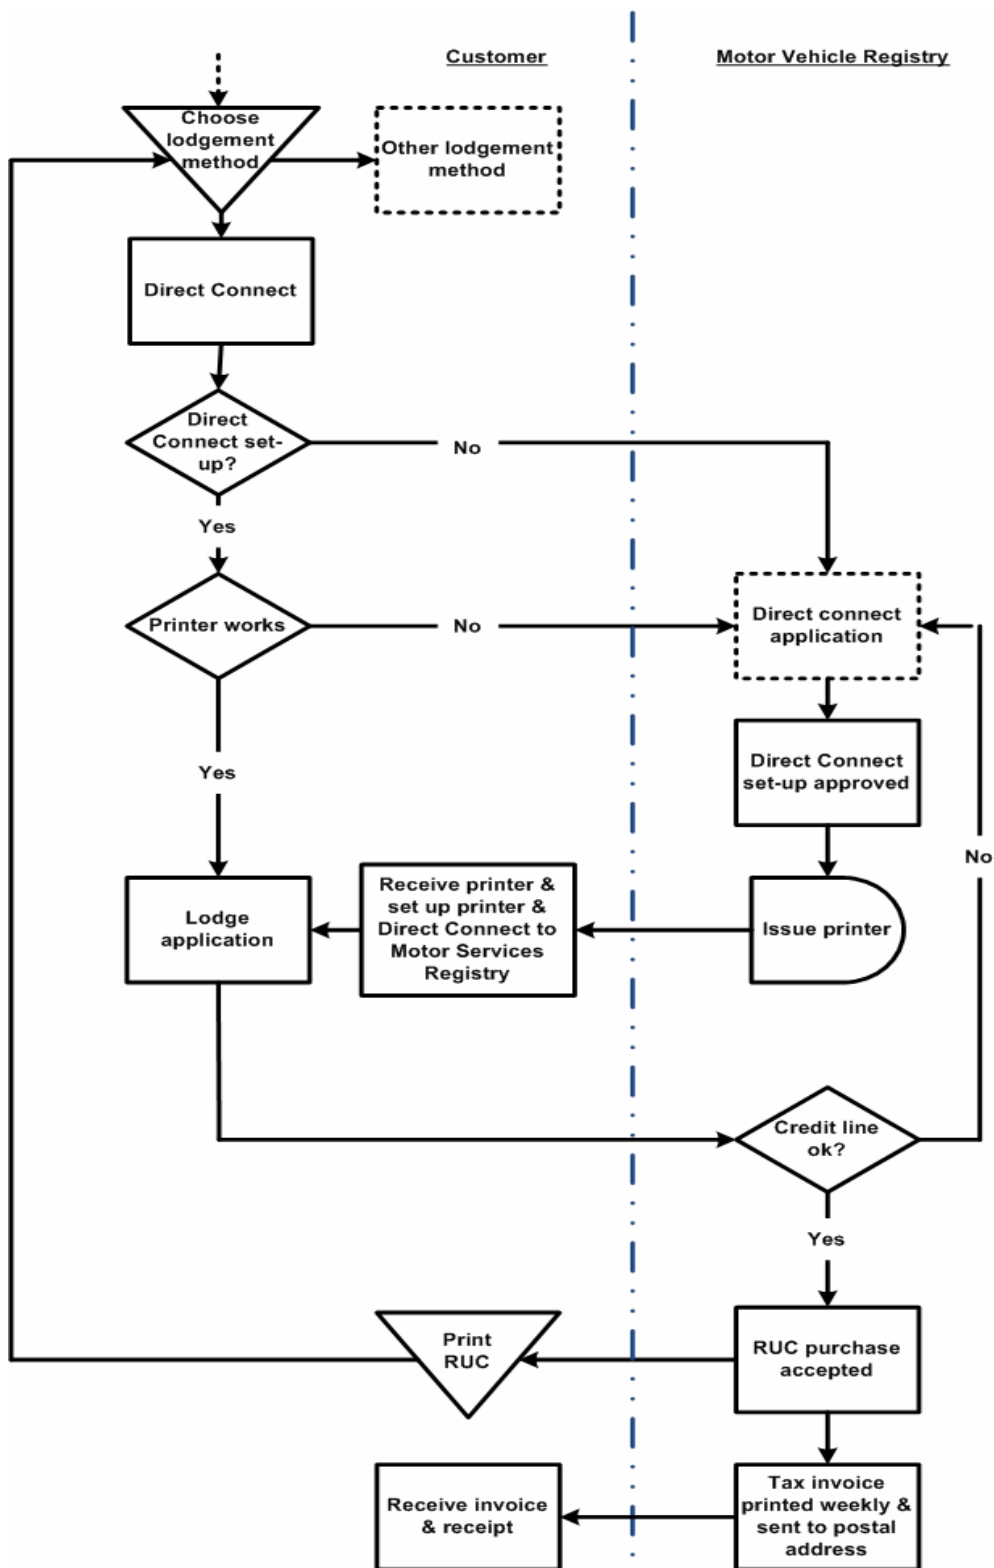 Customer
Motor Vehicle Registry
Choose
lodgement
method
Other lodgement
method
Direct Connect
Direct
Connect set-
up?
No
Yes
Printer works
No
Direct connect
application
Yes
Direct Connect
set-up approved
No
Lodge
application
Receive printer &
set up printer &
Direct Connect to
Motor Services
Registry
Issue printer
Credit line
ok?
Yes
Print
RUC
RUC purchase
accepted
Receive invoice
& receipt
Tax invoice
printed weekly &
sent to postal
address